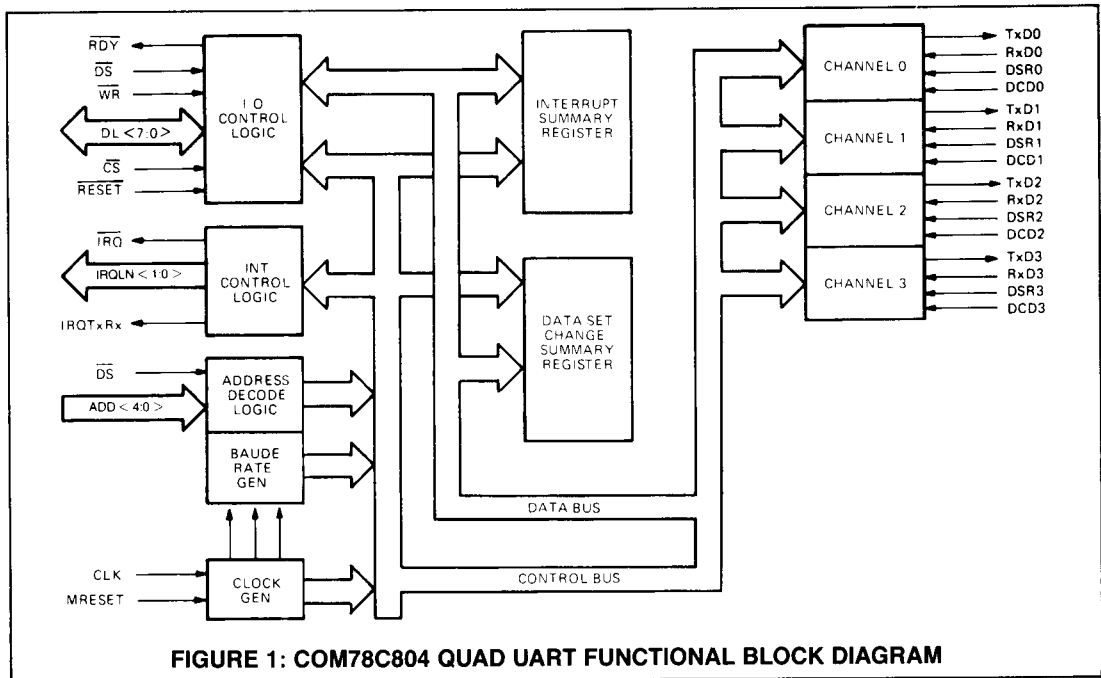 RDY
DS
WR
DL <7:0>
CS
RESET
I O
CONTROL
LOGIC
IRQ
IRQLN < 1:0 >
IRQTxRx
INT
CONTROL
LOGIC
DS
ADD < 4:0 >
ADDRESS
DECODE
LOGIC
BAUDE
RATE
GEN
CLK
MRESET
CLOCK
GEN
INTERRUPT
SUMMARY
REGISTER
DATA SET
CHANGE
SUMMARY
REGISTER
DATA BUS
CONTROL BUS
CHANNEL 0
CHANNEL 1
CHANNEL 2
CHANNEL 3
TxD0
RxD0
DSR0
DCD0
TxD1
RxD1
DSR1
DCD1
TxD2
RxD2
DSR2
DCD2
TxD3
RxD3
DSR3
DCD3
FIGURE 1: COM78C804 QUAD UART FUNCTIONAL BLOCK DIAGRAM